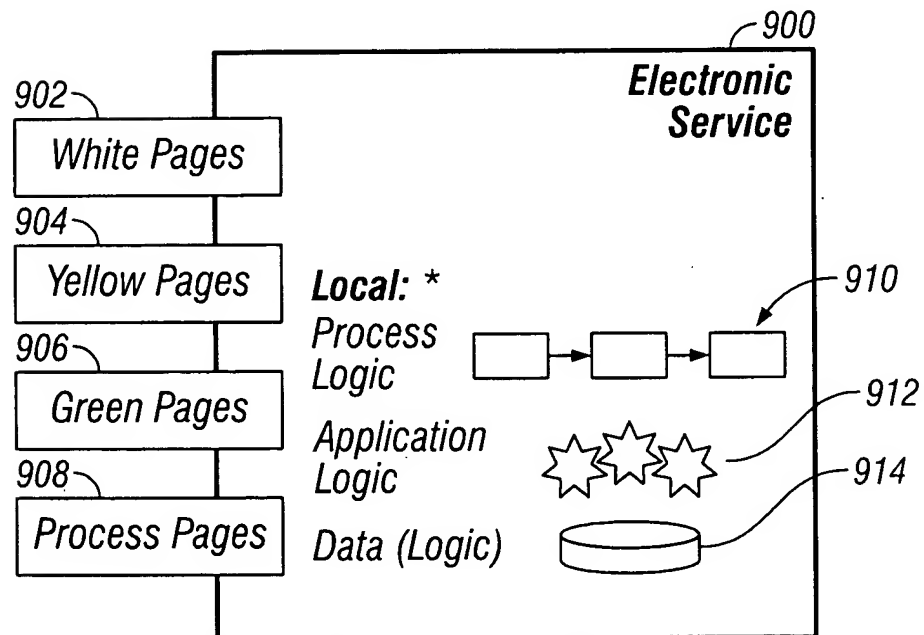 900
Electronic
Service
902
White Pages
904
Yellow Pages
906
Green Pages
908
Process Pages
Local: *
Process
Logic
910
Application
Logic
912
Data (Logic)
914